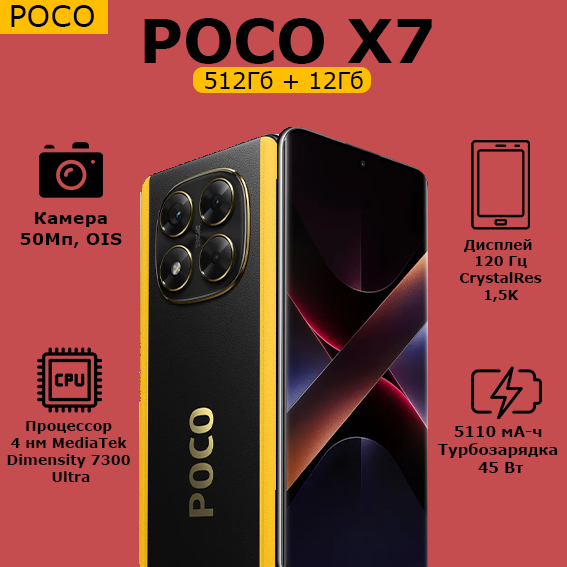 POCO
POCO X7
512Гб + 12Гб
Камера
50Мп, OIS
Дисплей
120 Гц
CrystalRes
1,5K
CPU
Процессор
4 нм MediaTek
Dimensity 7300
Ultra
5110 мА-ч
Турбозарядка
45 Вт
POCO